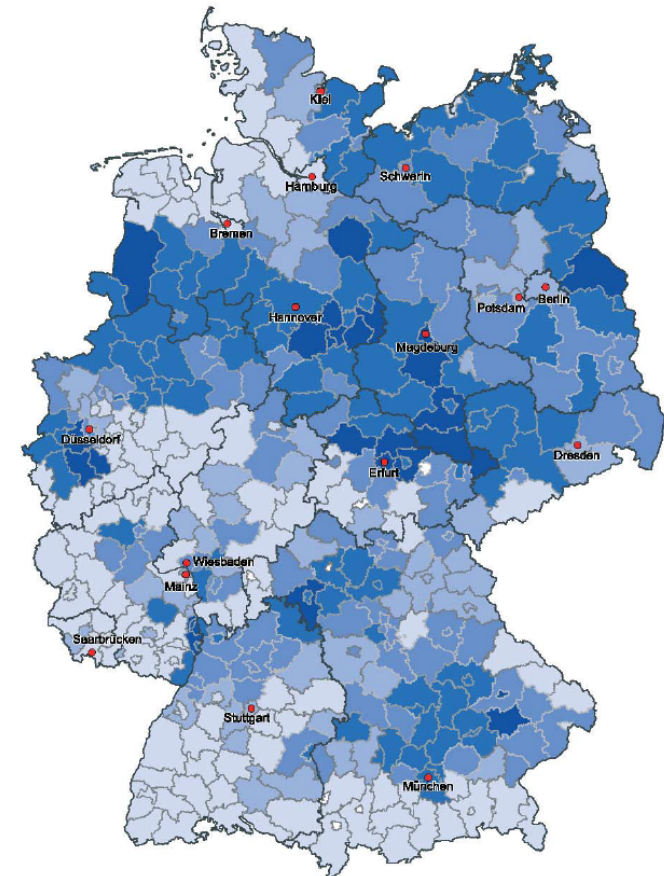 Kiel
Hamburg
Schwerin
Bremen
Hannover
Potsdam
Berlin
Magdeburg
Düsseldorf
Erfurt
Dresden
Wiesbaden
Mainz
Saarbrücken
Stuttgart
München